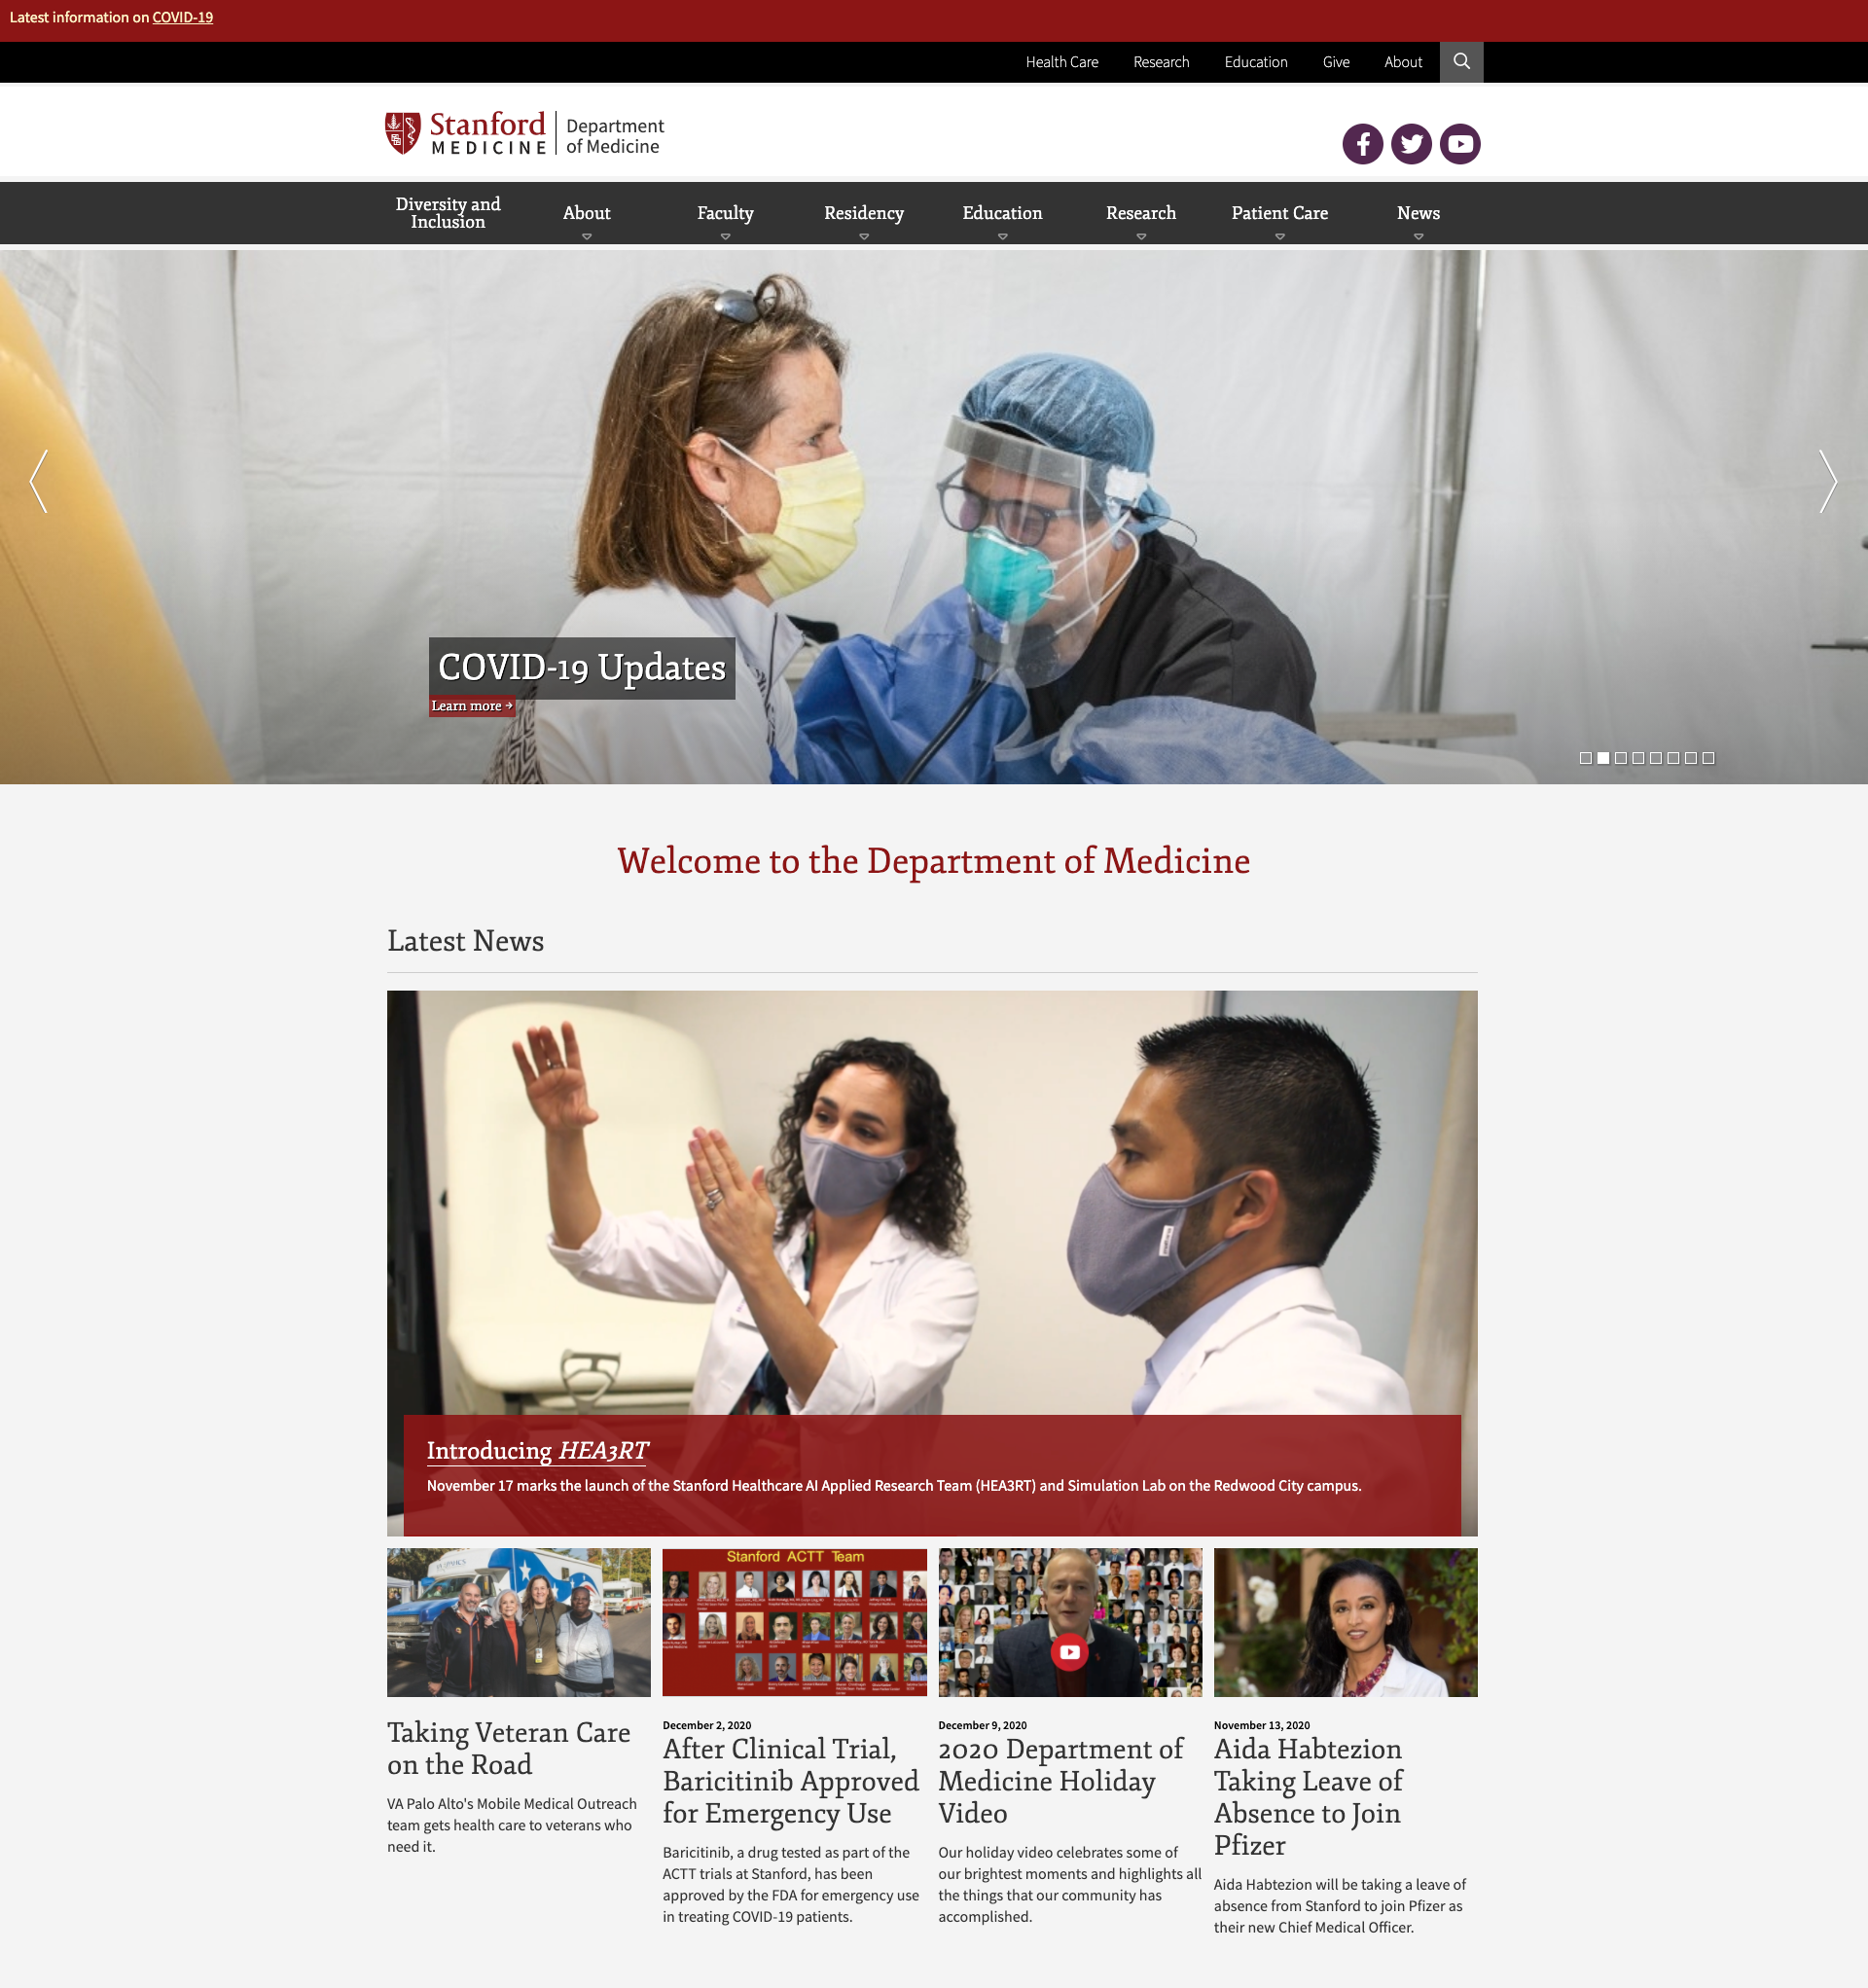 Latest information on COVID-19
Health Care
Research
Education
Give
About
Stanford
MEDICINE
Department
of Medicine
Diversity and
Inclusion
About
Faculty
Residency
Education
Research
Patient Care
News
COVID-19 Updates
Learn more →
Welcome to the Department of Medicine
Latest News
Introducing HEA3RT
November 17 marks the launch of the Stanford Healthcare AI Applied Research Team (HEA3RT) and Simulation Lab on the Redwood City campus.
Stanford ACTT Team
Taking Veteran Care
on the Road
VA Palo Alto's Mobile Medical Outreach
team gets health care to veterans who
need it.
December 2, 2020
After Clinical Trial,
Baricitinib Approved
for Emergency Use
Baricitinib, a drug tested as part of the
ACTT trials at Stanford, has been
approved by the FDA for emergency use
in treating COVID-19 patients.
December 9, 2020
2020 Department of
Medicine Holiday
Video
Our holiday video celebrates some of
our brightest moments and highlights all
the things that our community has
accomplished.
November 13, 2020
Aida Habtezion
Taking Leave of
Absence to Join
Pfizer
Aida Habtezion will be taking a leave of
absence from Stanford to join Pfizer as
their new Chief Medical Officer.